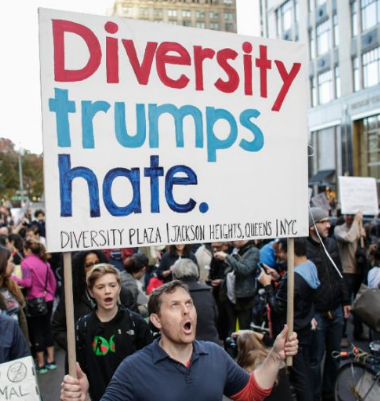 Diversity
trumps
hate.
DIVERSITY PLAZA | JACKSON HEIGHTS, QUEENS | NYC